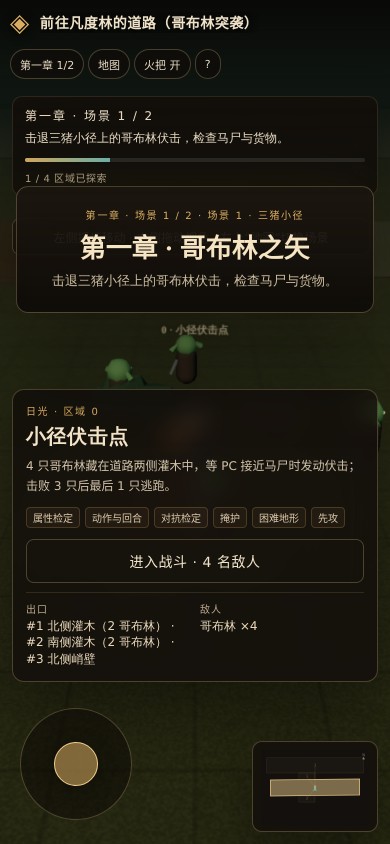 前往凡度林的道路（哥布林突袭）
第一章 1/2
地图
火把 开
?
第一章 · 场景 1 / 2
击退三猪小径上的哥布林伏击，检查马尸与货物。
1 / 4 区域已探索
第一章 · 场景 1 / 2 · 场景 1 · 三猪小径
第一章 · 哥布林之矢
击退三猪小径上的哥布林伏击，检查马尸与货物。
0 · 小径伏击点
日光 · 区域 0
小径伏击点
4 只哥布林藏在道路两侧灌木中，等 PC 接近马尸时发动伏击；
击败 3 只后最后 1 只逃跑。
属性检定
动作与回合
对抗检定
掩护
困难地形
先攻
进入战斗 · 4 名敌人
出口
#1 北侧灌木（2 哥布林） ·
#2 南侧灌木（2 哥布林） ·
#3 北侧峭壁
敌人
哥布林 ×4